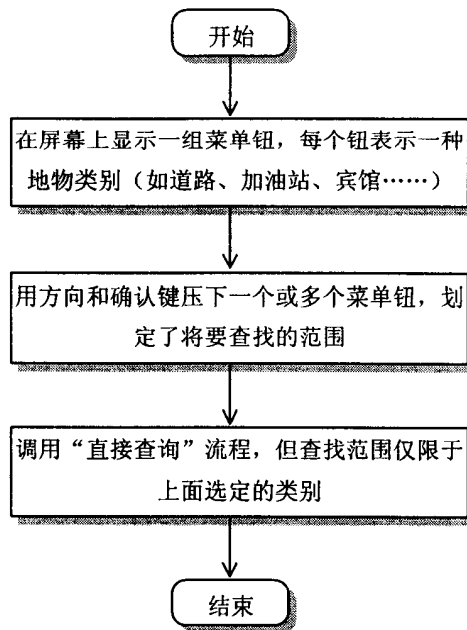 开始
在屏幕上显示一组菜单钮，每个钮表示一种
地物类别（如道路、加油站、宾馆……）
用方向和确认键压下一个或多个菜单钮，划
定了将要查找的范围
调用“直接查询”流程，但查找范围仅限于
上面选定的类别
结束